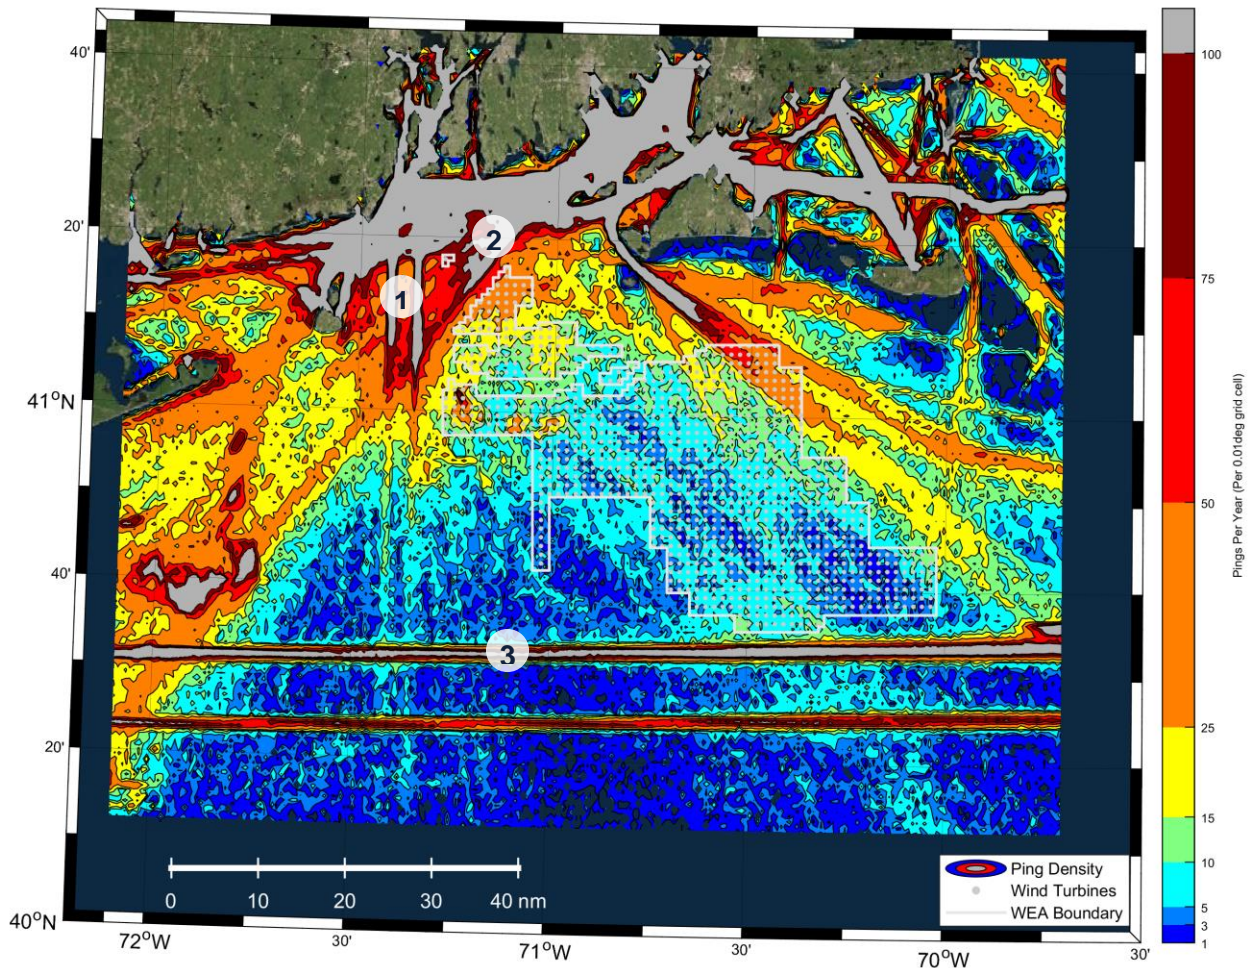 40'
20'
41°N
40'
20'
40°N
72°W
30'
71°W
30'
70°W
30'
1
2
3
0 10 20 30 40 nm
Ping Density
Wind Turbines
WEA Boundary
100
75
50
25
15
10
5
3
1
Pings Per Year (Per 0.01deg grid cell)